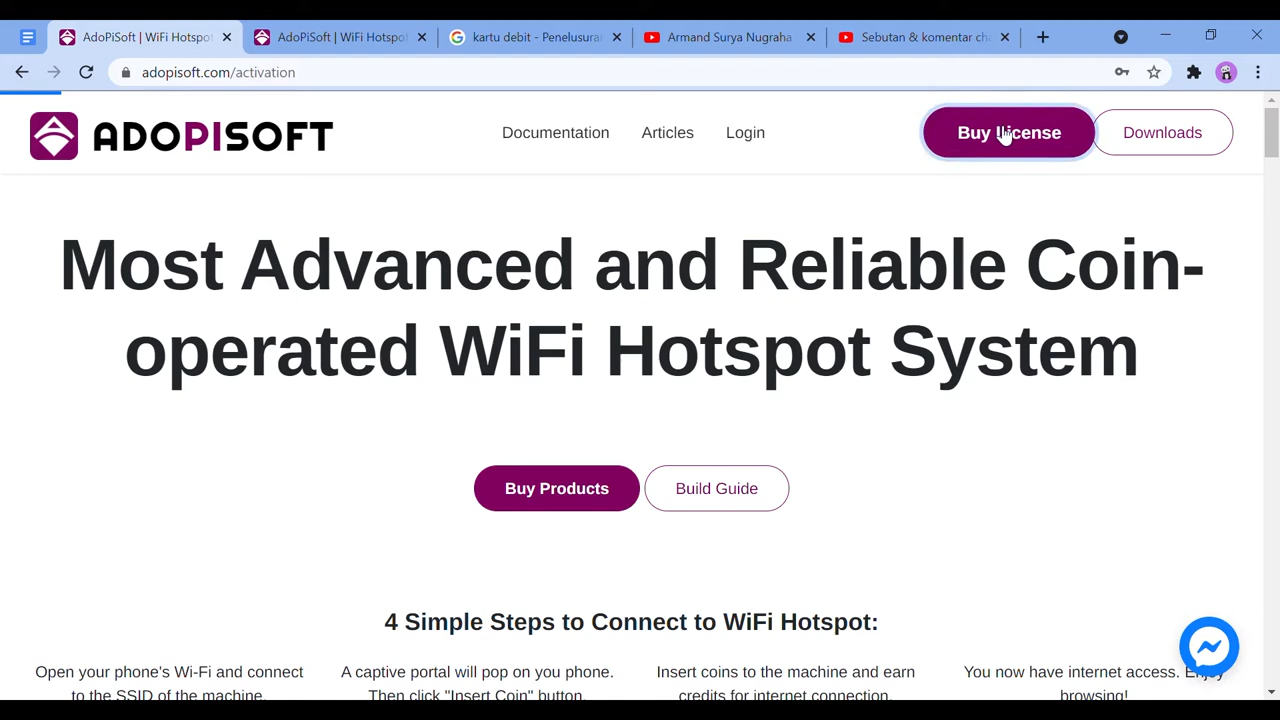 AdoPiSoft | WiFi Hotspot
AdoPiSoft | WiFi Hotspot
kartu debit - Penelusuran
Armand Surya Nugraha
Sebutan & komentar cha
adopisoft.com/activation
ADOPISOFT
Documentation
Articles
Login
Buy License
Downloads
Most Advanced and Reliable Coin-
operated WiFi Hotspot System
Buy Products
Build Guide
4 Simple Steps to Connect to WiFi Hotspot:
Open your phone's Wi-Fi and connect
to the SSID of the machine.
A captive portal will pop on you phone.
Then click "Insert Coin" button.
Insert coins to the machine and earn
credits for internet connection.
You now have internet access. Enjoy
browsing!